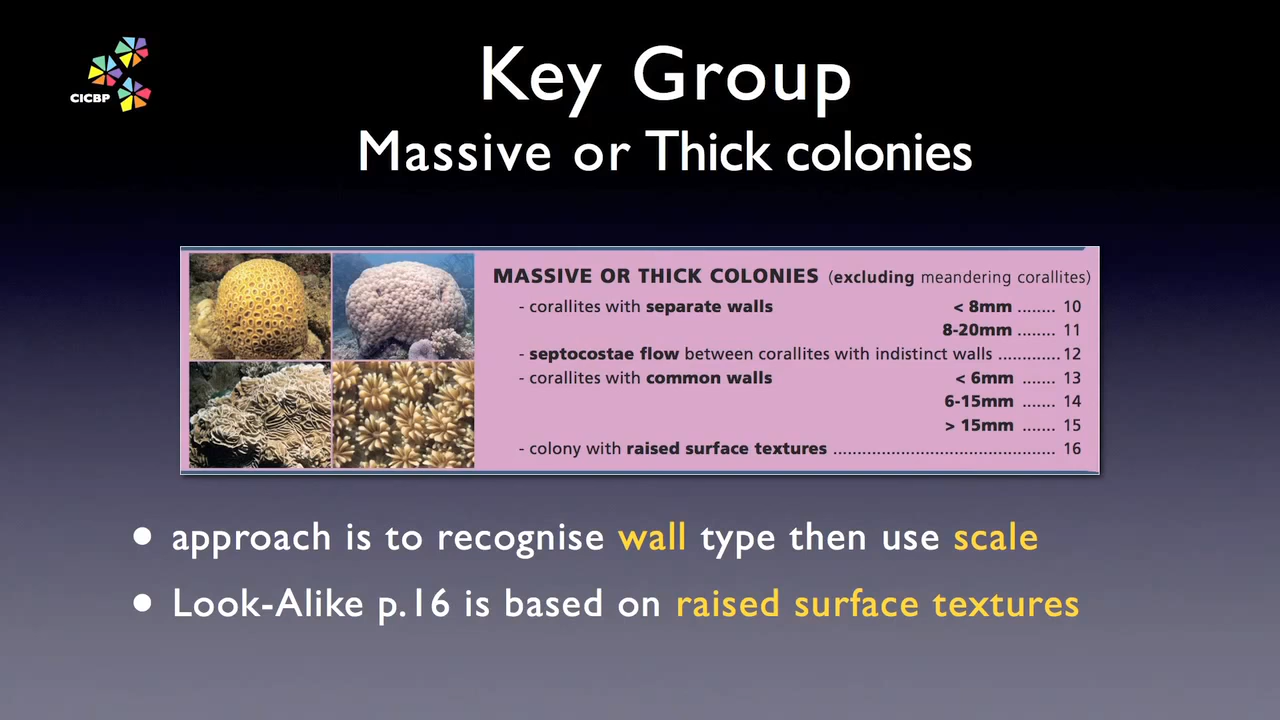 CICBP
Key Group
Massive or Thick colonies
MASSIVE OR THICK COLONIES (excluding meandering corallites)
- corallites with separate walls < 8mm ........ 10
8-20mm ........ 11
- septocostae flow between corallites with indistinct walls ............. 12
- corallites with common walls < 6mm ....... 13
6-15mm ....... 14
> 15mm ....... 15
- colony with raised surface textures ............................................. 16
• approach is to recognise wall type then use scale
• Look-Alike p.16 is based on raised surface textures